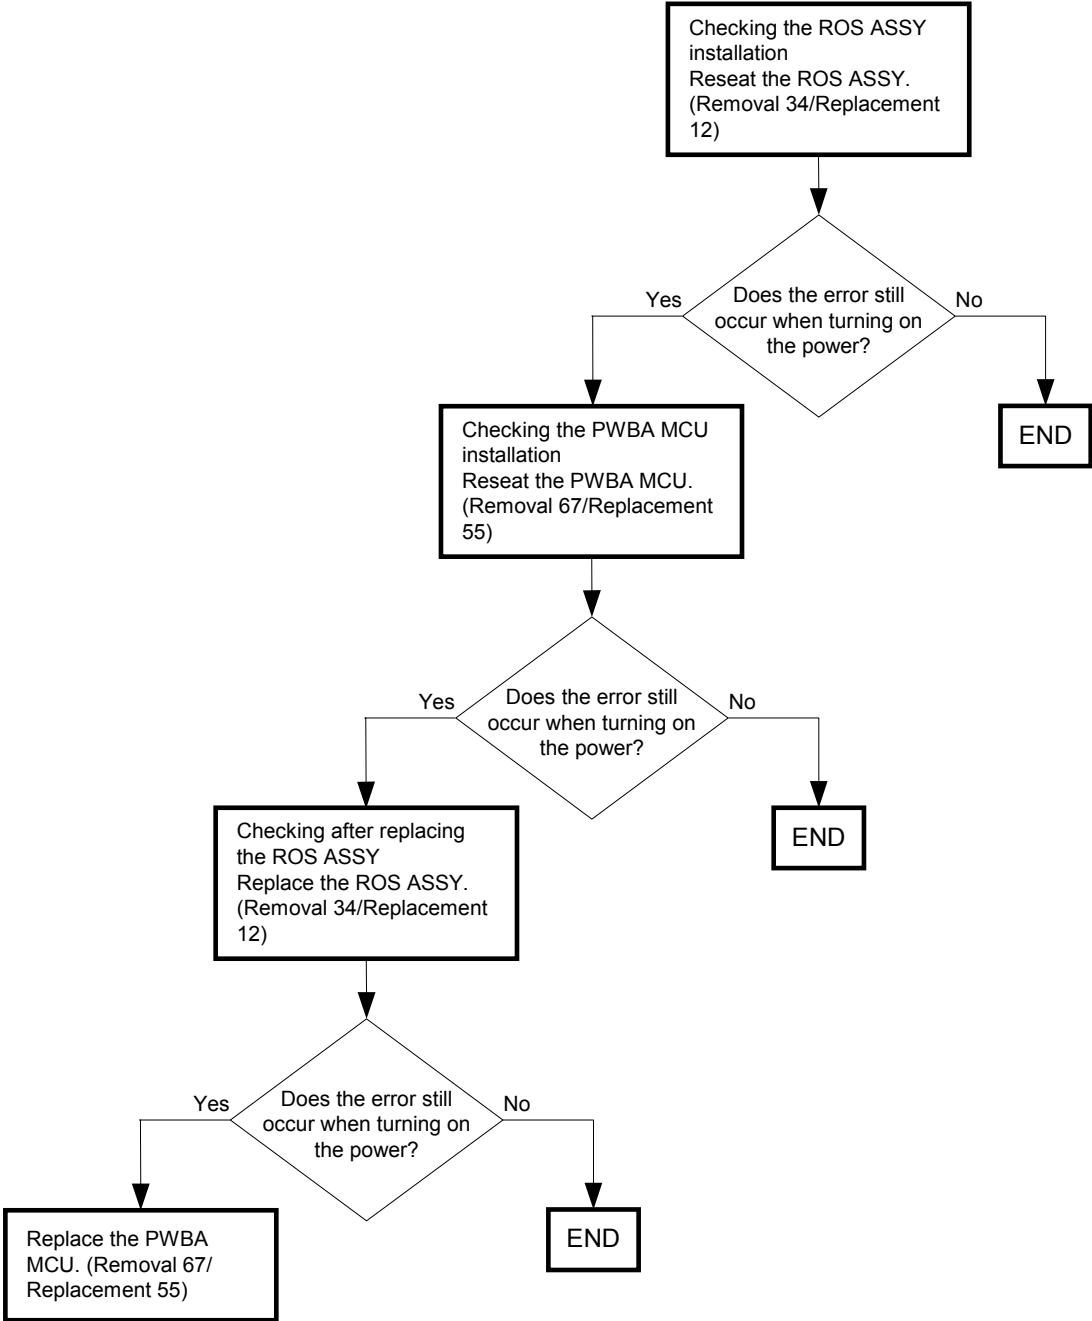 Checking the ROS ASSY
installation
Reseat the ROS ASSY.
(Removal 34/Replacement
12)
Does the error still
occur when turning on
the power?
Yes
No
END
Checking the PWBA MCU
installation
Reseat the PWBA MCU.
(Removal 67/Replacement
55)
Does the error still
occur when turning on
the power?
Yes
No
END
Checking after replacing
the ROS ASSY
Replace the ROS ASSY.
(Removal 34/Replacement
12)
Does the error still
occur when turning on
the power?
Yes
No
END
Replace the PWBA
MCU. (Removal 67/
Replacement 55)